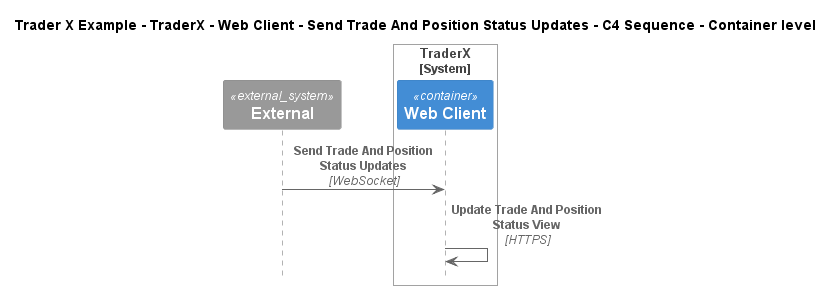 Trader X Example - TraderX - Web Client - Send Trade And Position Status Updates - C4 Sequence - Container level
TraderX
[System]
«external_system»
External
«container»
Web Client
Send Trade And Position
Status Updates
[WebSocket]
Update Trade And Position
Status View
[HTTPS]